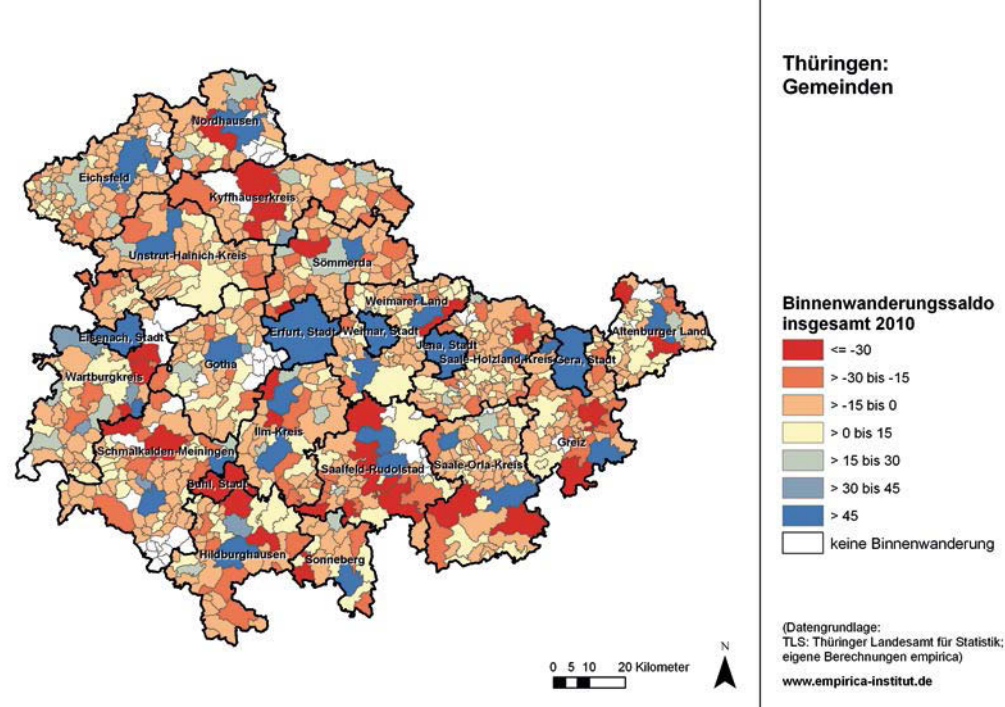 Thüringen:
Gemeinden
Nordhausen
Eichsfeld
Kyffhäuserkreis
Unstrut-Hainich-Kreis
Sömmerda
Weimarer Land
Eisenach, Stadt
Erfurt, Stadt
Weimar, Stadt
Altenburger Land
Jena, Stadt
Gotha
Saale-Holzland-Kreis
Gera, Stadt
Wartburgkreis
Ilm-Kreis
Greiz
Schmalkalden-Meiningen
Saalfeld-Rudolstad
Saale-Orla-Kreis
Suhl, Stadt
Hildburghausen
Sonneberg
Binnenwanderungssaldo
insgesamt 2010
<= -30
> -30 bis -15
> -15 bis 0
> 0 bis 15
> 15 bis 30
> 30 bis 45
> 45
keine Binnenwanderung
N
0 5 10 20 Kilometer
(Datengrundlage:
TLS: Thüringer Landesamt für Statistik;
eigene Berechnungen empirica)
www.empirica-institut.de